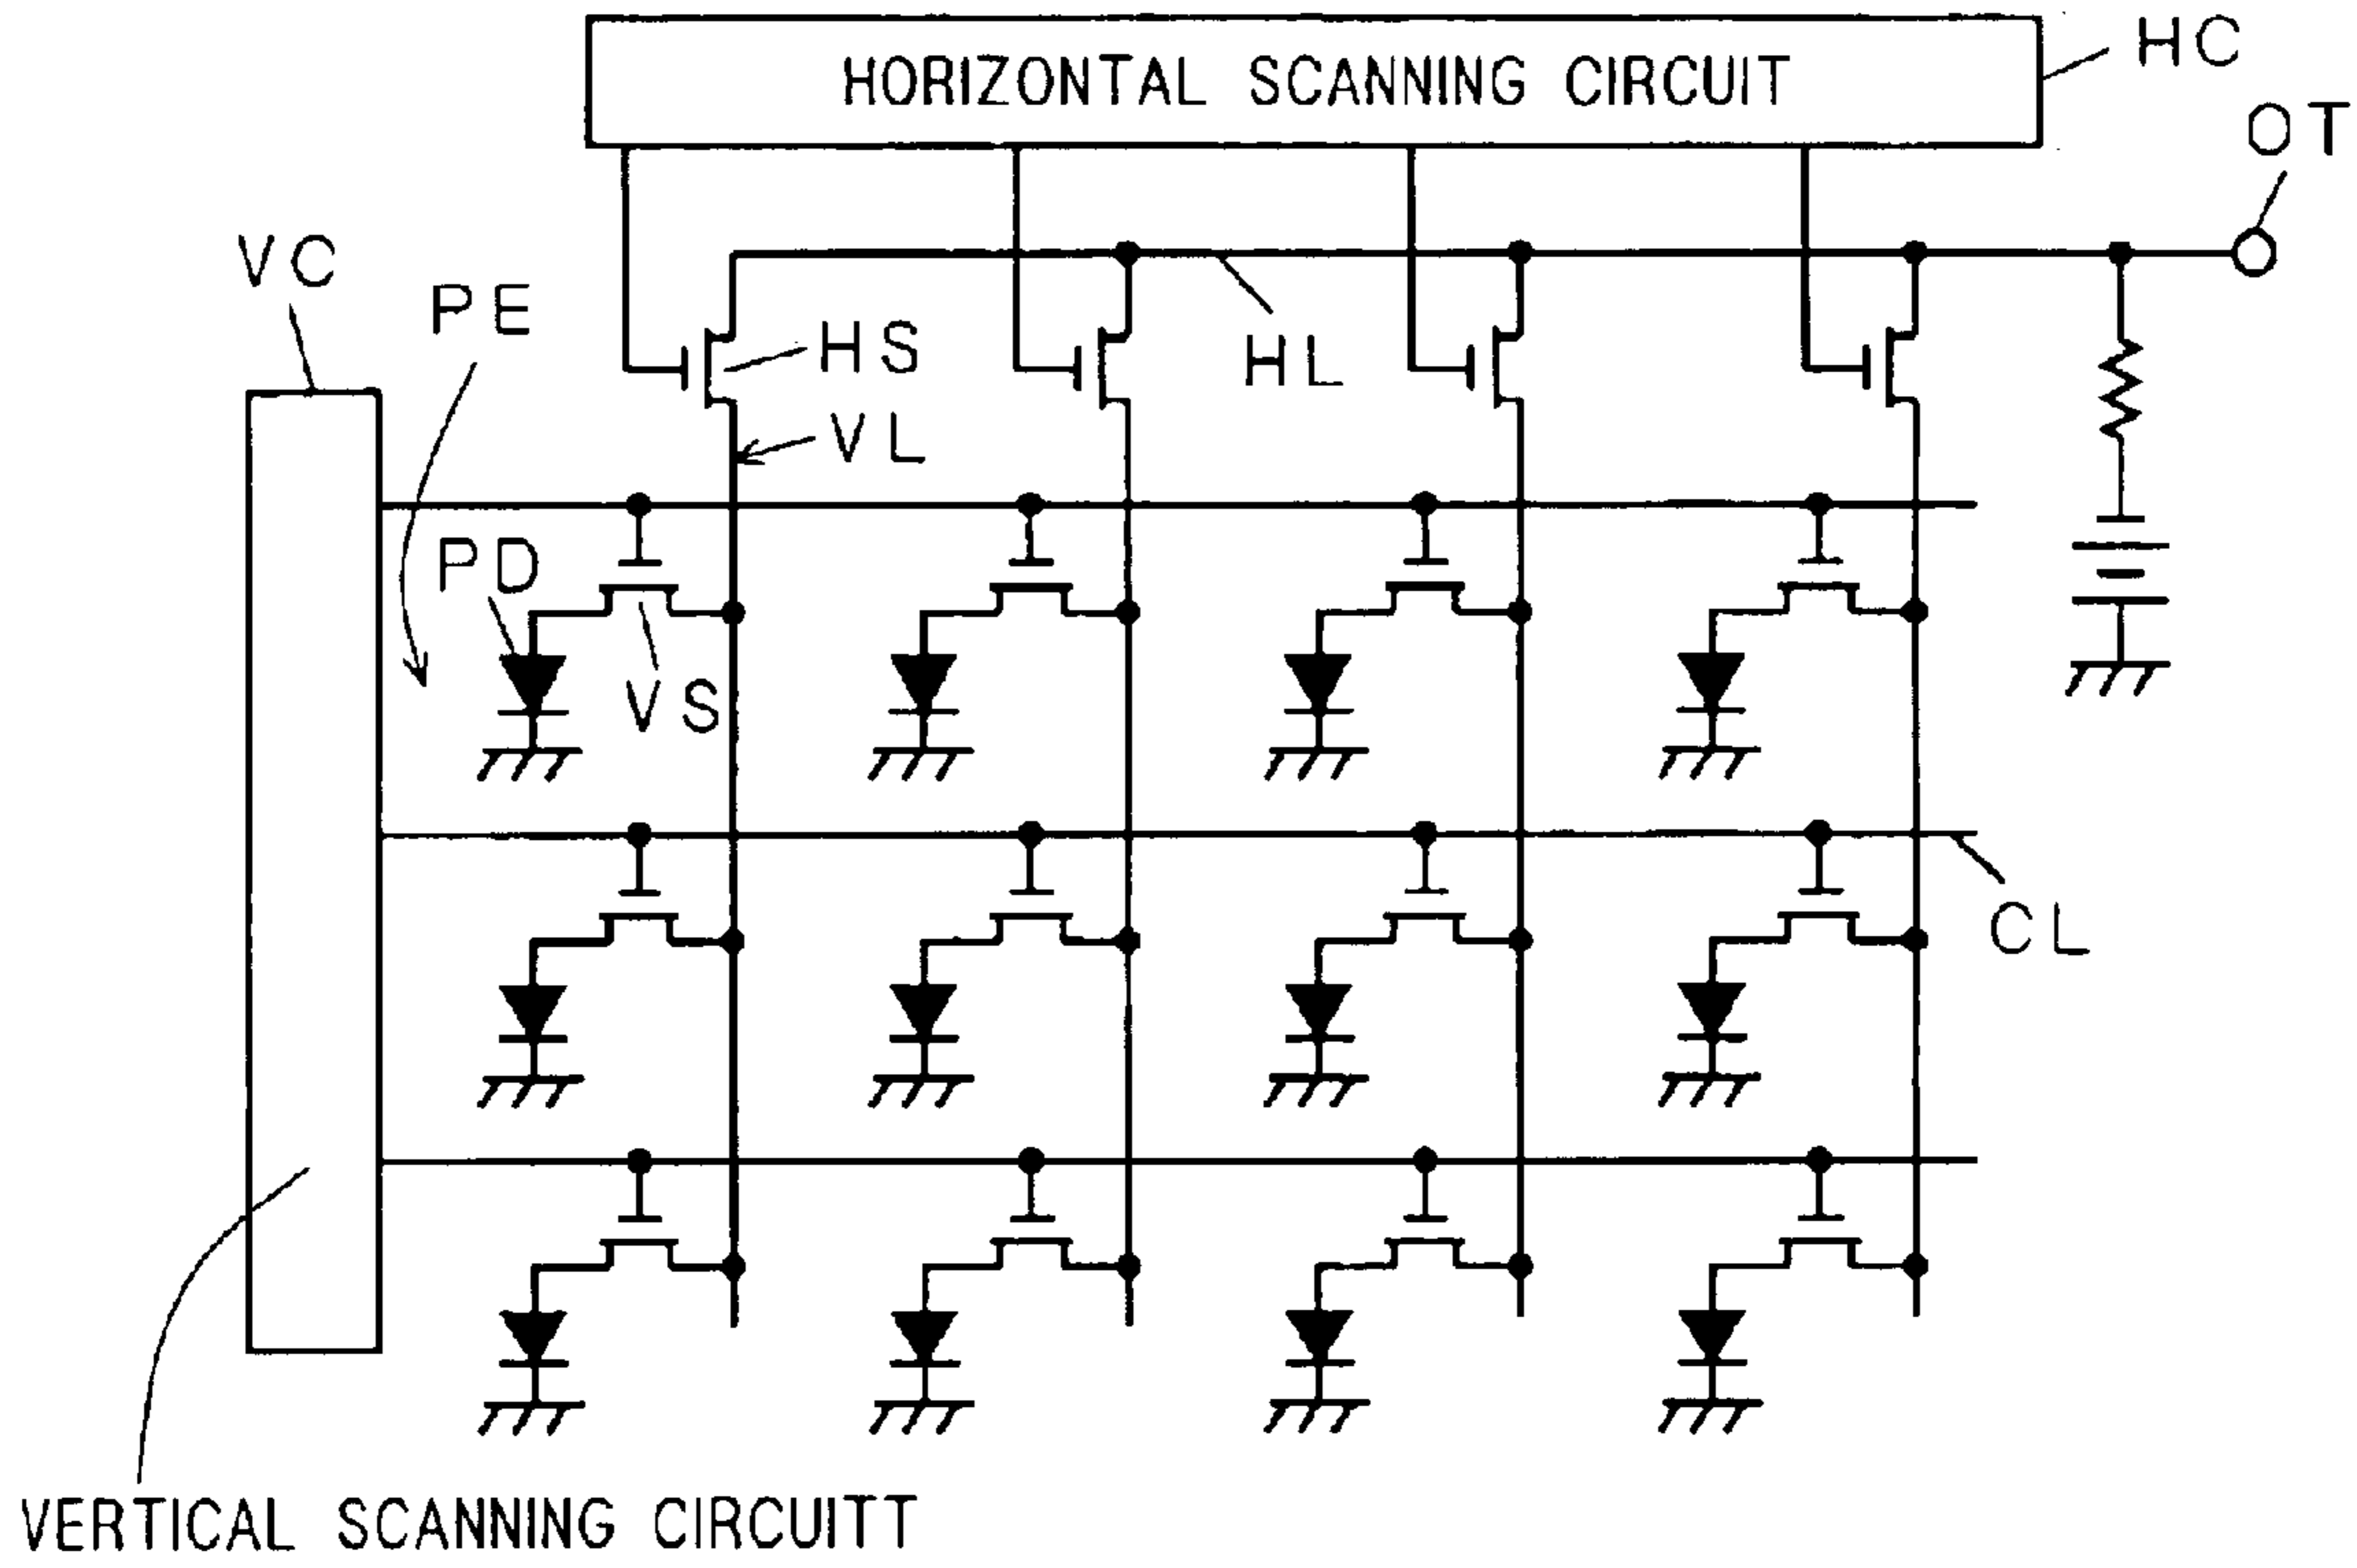 HORIZONTAL SCANNING CIRCUIT
HC
OT
VC
PE
HS
HL
VL
PD
VS
CL
VERTICAL SCANNING CIRCUITT